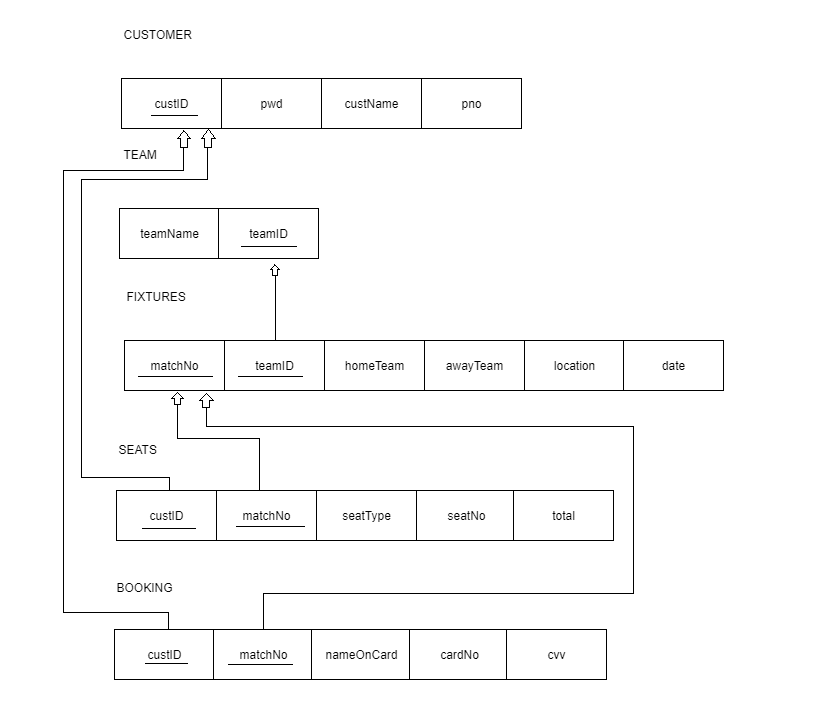 CUSTOMER
custID pwd custName pno
TEAM
teamName teamID
FIXTURES
matchNo teamID homeTeam awayTeam location date
SEATS
custID matchNo seatType seatNo total
BOOKING
custID matchNo nameOnCard cardNo cvv